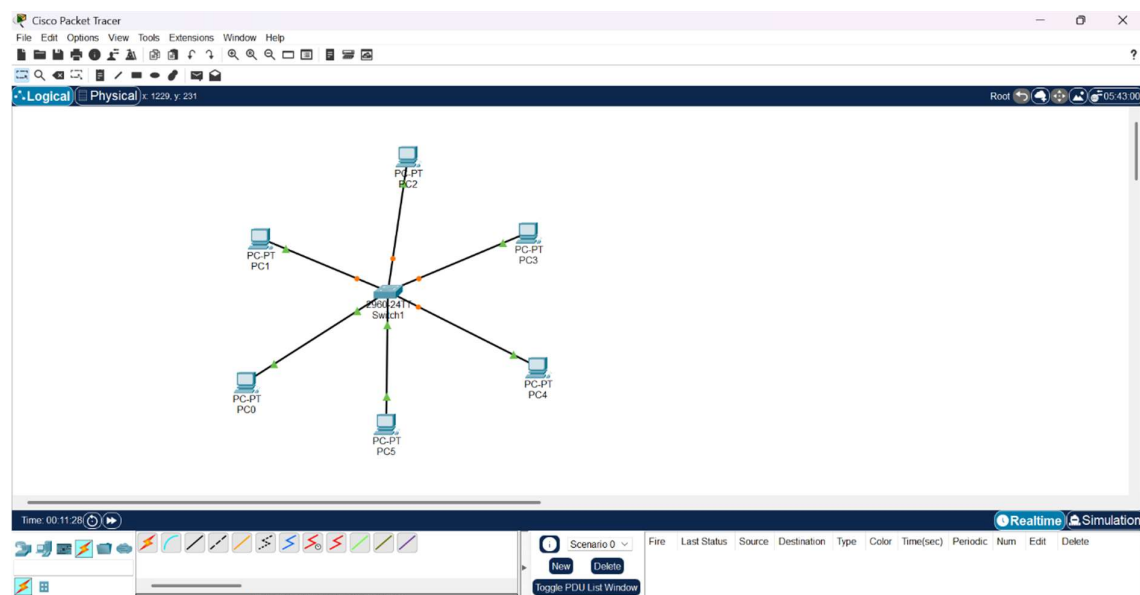 Cisco Packet Tracer
File Edit Options View Tools Extensions Window Help
?
Logical Physical x: 1229, y: 231 Root 05:43:00
PC-PT
PC2
PC-PT
PC1
PC-PT
PC3
2960-24TT
Switch1
PC-PT
PC4
PC-PT
PC0
PC-PT
PC5
Time: 00:11:28 Realtime Simulation
Scenario 0 Fire Last Status Source Destination Type Color Time(sec) Periodic Num Edit Delete
New Delete
Toggle PDU List Window